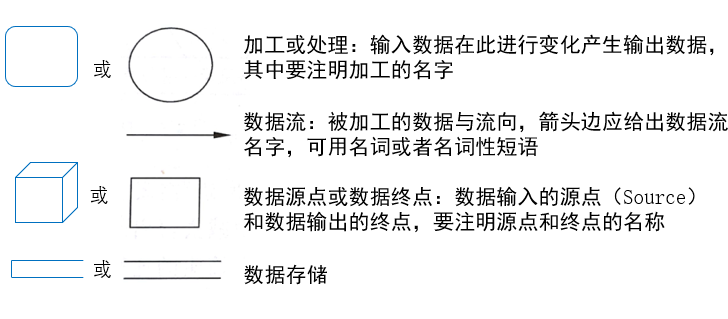 或
加工或处理：输入数据在此进行变化产生输出数据，
其中要注明加工的名字
数据流：被加工的数据与流向，箭头边应给出数据流
名字，可用名词或者名词性短语
或
数据源点或数据终点：数据输入的源点（Source）
和数据输出的终点，要注明源点和终点的名称
或
数据存储